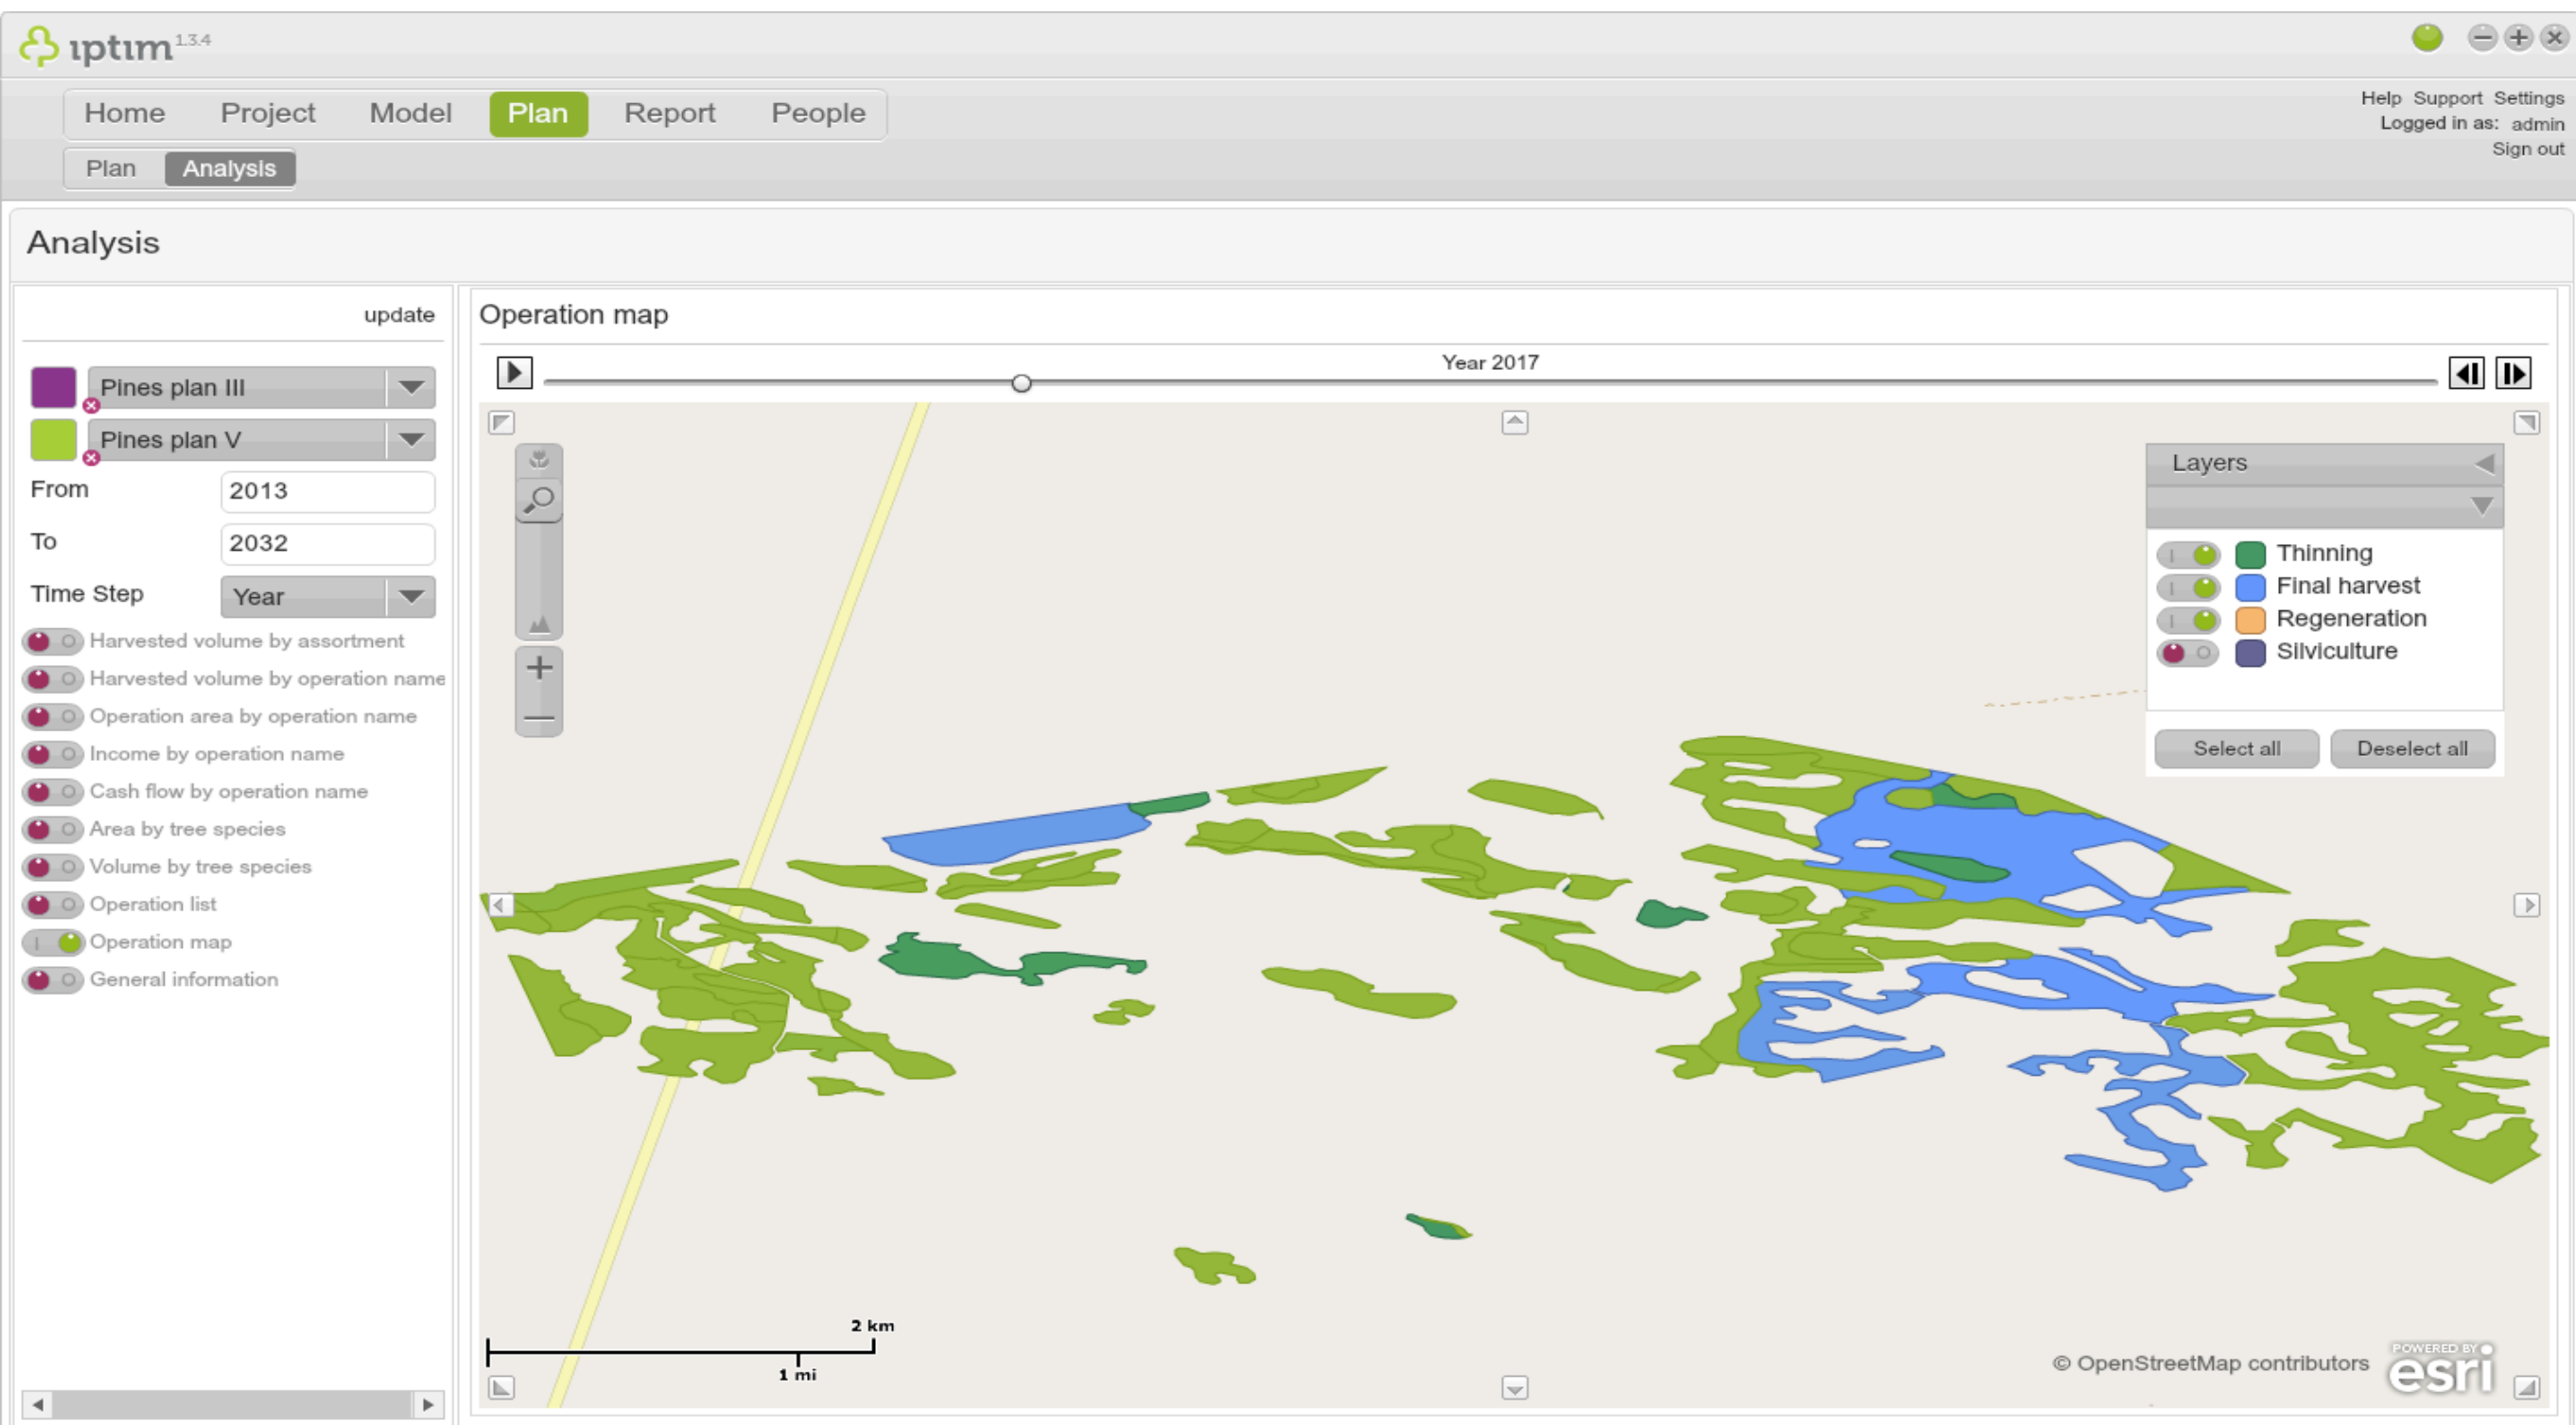 ıptım 1.3.4
Home Project Model Plan Report People
Help Support Settings
Logged in as: admin
Sign out
Plan Analysis
Analysis
update
Pines plan III
Pines plan V
From 2013
To 2032
Time Step Year
Harvested volume by assortment
Harvested volume by operation name
Operation area by operation name
Income by operation name
Cash flow by operation name
Area by tree species
Volume by tree species
Operation list
Operation map
General information
Operation map
Year 2017
Layers
Thinning
Final harvest
Regeneration
Silviculture
Select all Deselect all
2 km
1 mi
© OpenStreetMap contributors
POWERED BY
esri